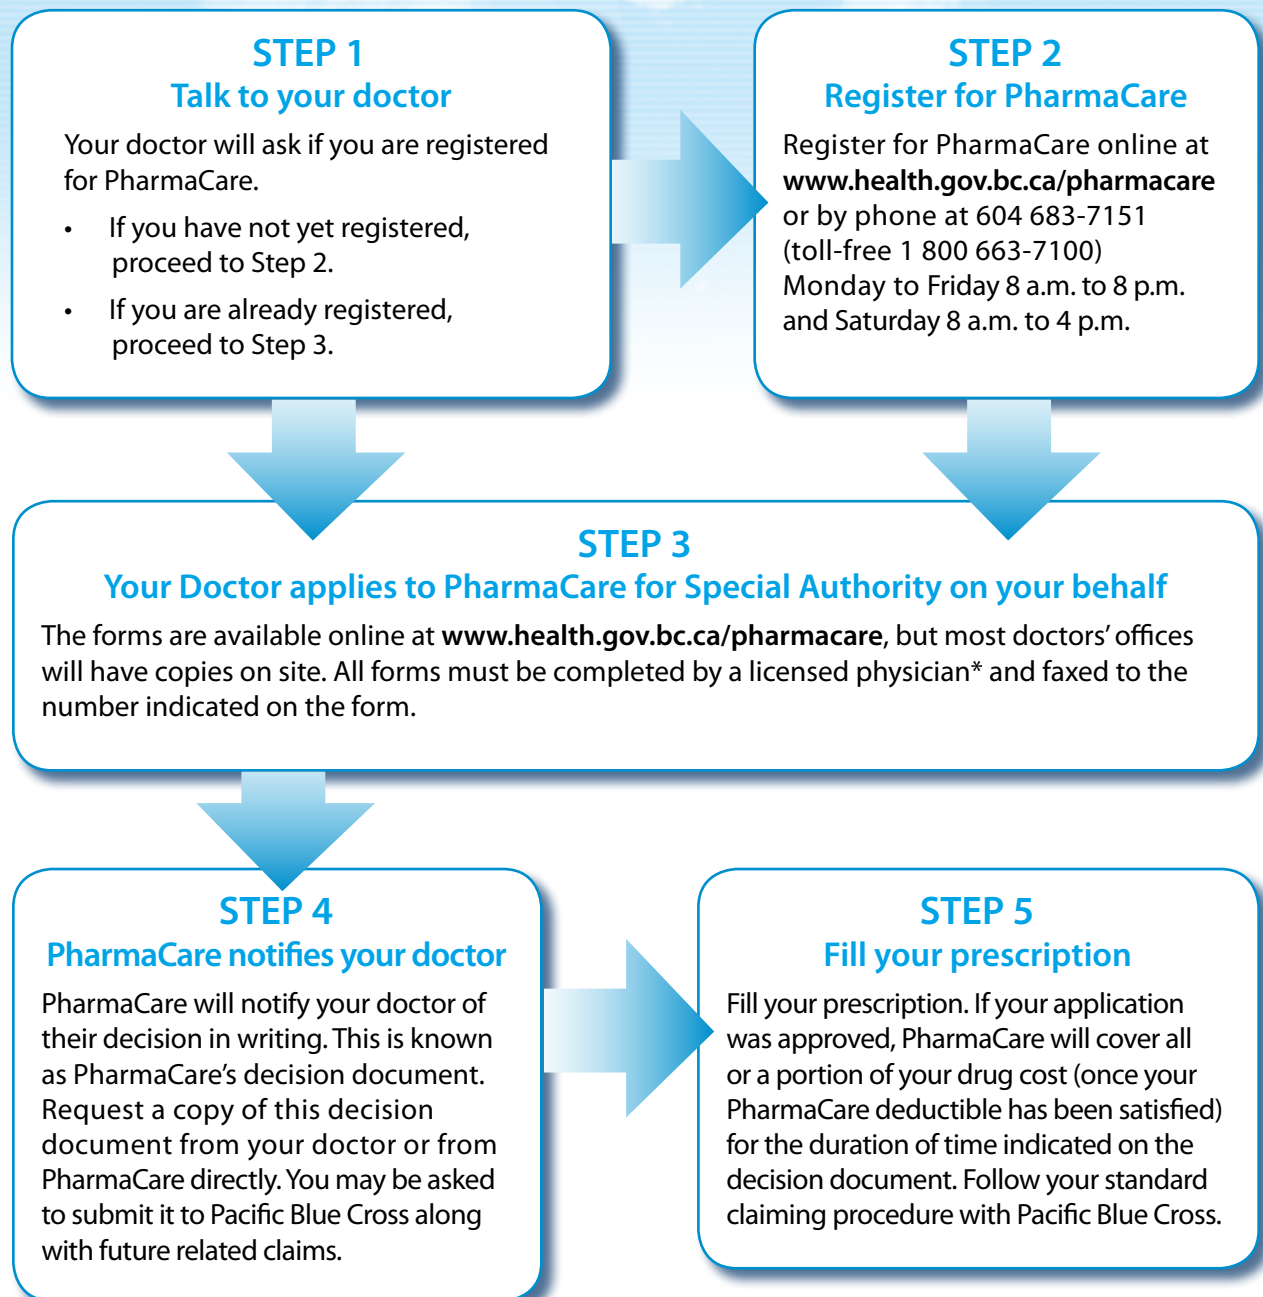 STEP 1
Talk to your doctor
Your doctor will ask if you are registered
for PharmaCare.
• If you have not yet registered,
proceed to Step 2.
• If you are already registered,
proceed to Step 3.
STEP 2
Register for PharmaCare
Register for PharmaCare online at
www.health.gov.bc.ca/pharmacare
or by phone at 604 683-7151
(toll-free 1 800 663-7100)
Monday to Friday 8 a.m. to 8 p.m.
and Saturday 8 a.m. to 4 p.m.
STEP 3
Your Doctor applies to PharmaCare for Special Authority on your behalf
The forms are available online at www.health.gov.bc.ca/pharmacare, but most doctors’ offices
will have copies on site. All forms must be completed by a licensed physician* and faxed to the
number indicated on the form.
STEP 4
PharmaCare notifies your doctor
PharmaCare will notify your doctor of
their decision in writing. This is known
as PharmaCare’s decision document.
Request a copy of this decision
document from your doctor or from
PharmaCare directly. You may be asked
to submit it to Pacific Blue Cross along
with future related claims.
STEP 5
Fill your prescription
Fill your prescription. If your application
was approved, PharmaCare will cover all
or a portion of your drug cost (once your
PharmaCare deductible has been satisfied)
for the duration of time indicated on the
decision document. Follow your standard
claiming procedure with Pacific Blue Cross.